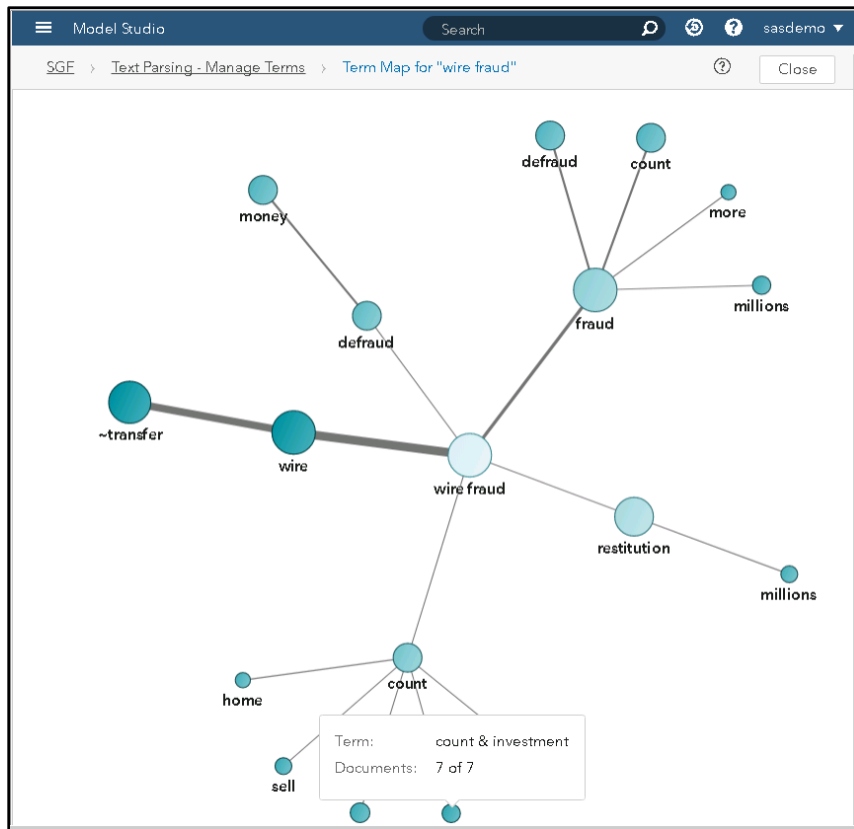 Model Studio
Search
sasdemo
SGF > Text Parsing - Manage Terms > Term Map for "wire fraud"
Close
defraud
count
more
money
millions
fraud
defraud
~transfer
wire
wire fraud
restitution
millions
count
home
Term: count & investment
Documents: 7 of 7
sell